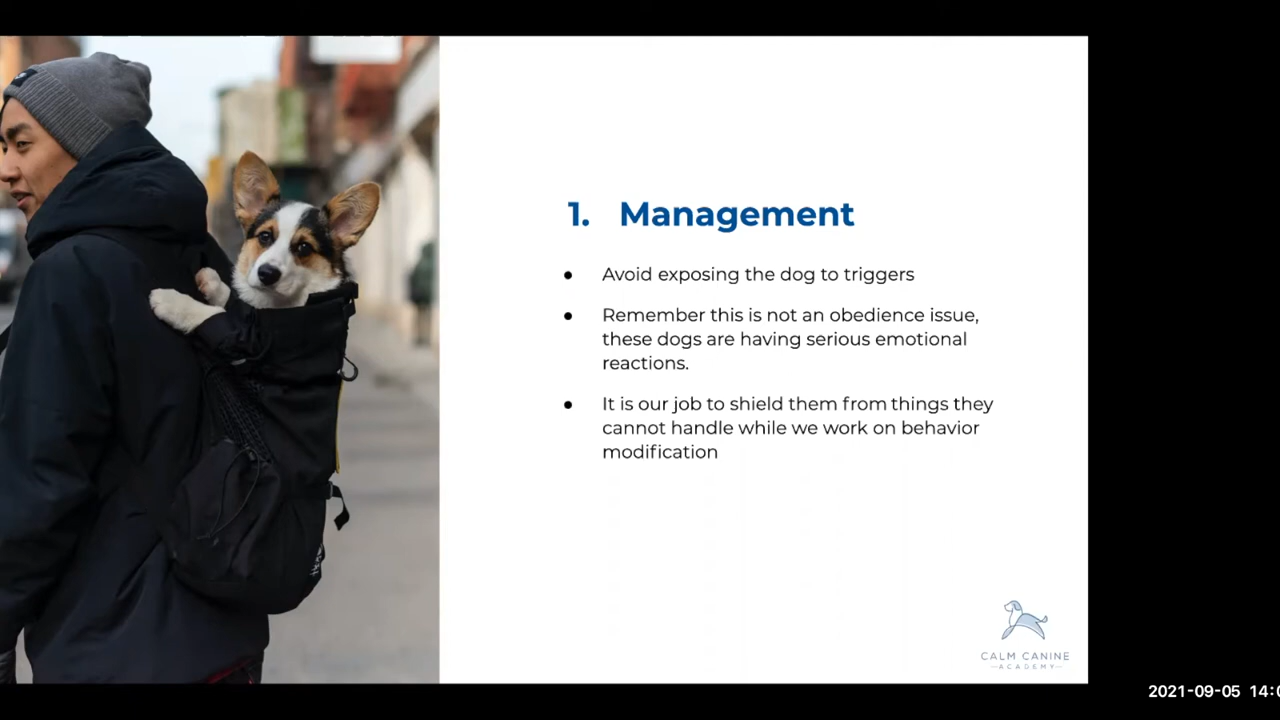 1. Management
● Avoid exposing the dog to triggers
● Remember this is not an obedience issue,
these dogs are having serious emotional
reactions.
● It is our job to shield them from things they
cannot handle while we work on behavior
modification
CALM CANINE
ACADEMY
2021-09-05 14:0